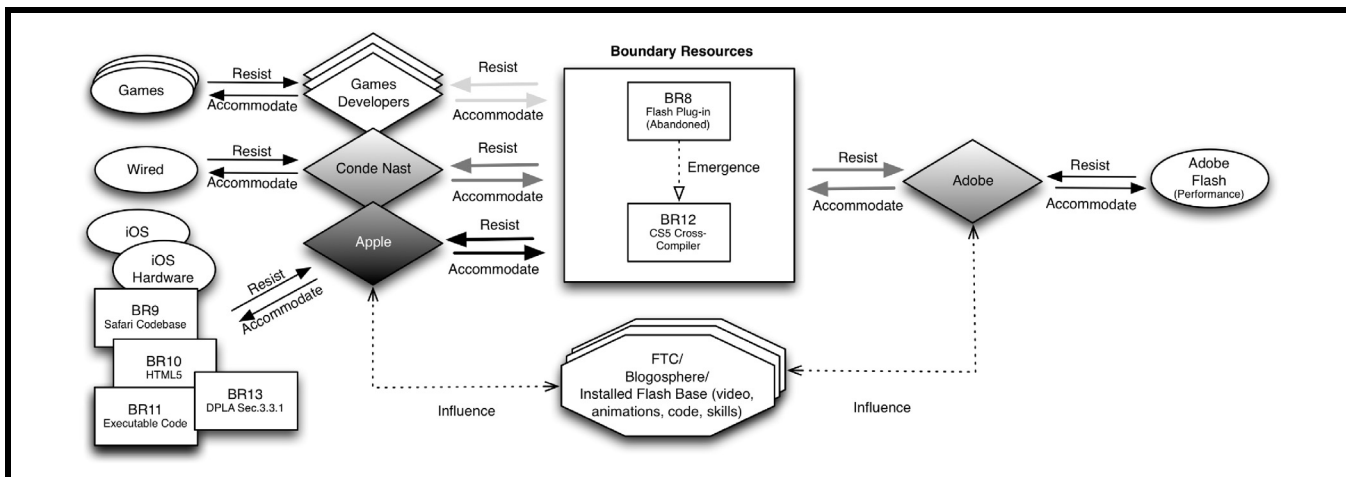 Boundary Resources
Games
Resist
Accommodate
Games
Developers
Resist
Accommodate
BR8
Flash Plug-in
(Abandoned)
Emergence
BR12
CS5 Cross-
Compiler
Wired
Resist
Accommodate
Conde Nast
Resist
Accommodate
Resist
Accommodate
Adobe
Resist
Accommodate
Adobe
Flash
(Performance)
iOS
iOS
Hardware
Apple
Resist
Accommodate
Resist
Accommodate
BR9
Safari Codebase
BR10
HTML5
BR11
Executable Code
BR13
DPLA Sec.3.3.1
Influence
FTC/
Blogosphere/
Installed Flash Base (video,
animations, code, skills)
Influence